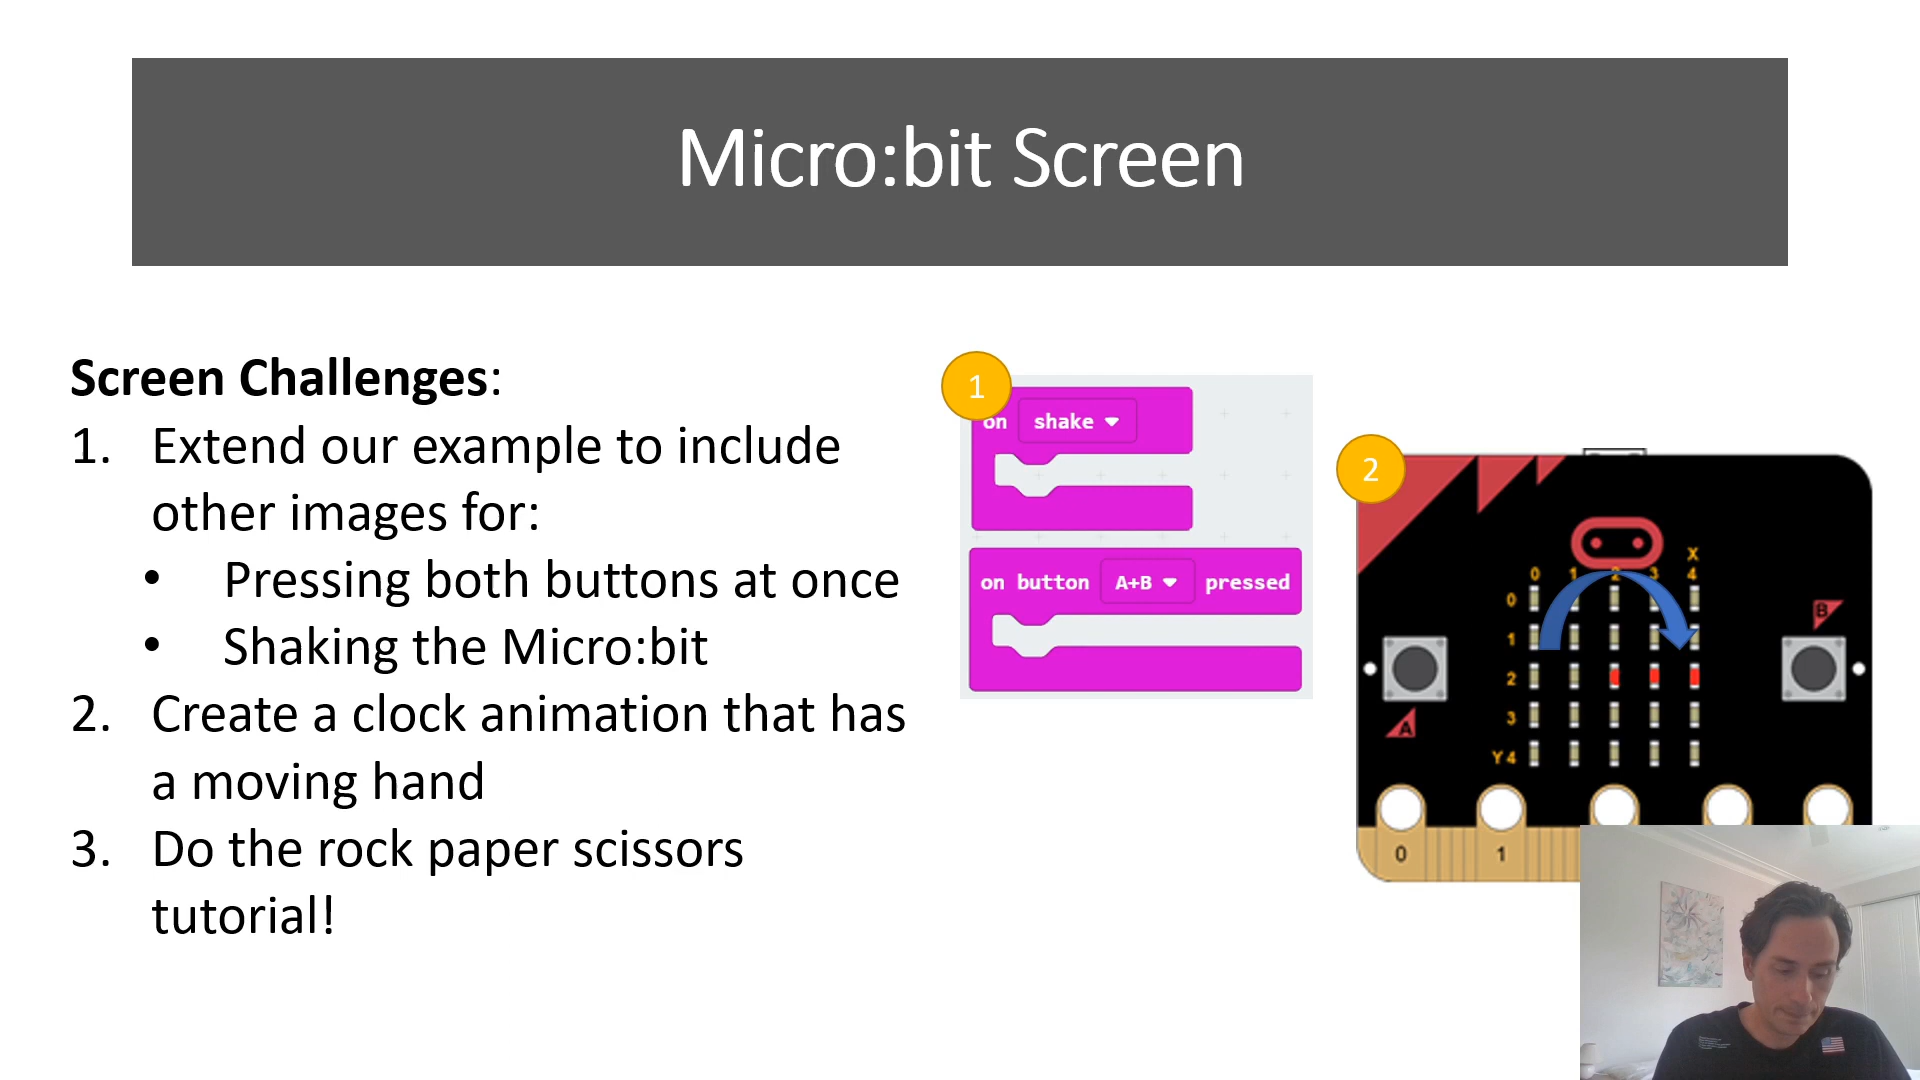 Micro:bit Screen
Screen Challenges:
1. Extend our example to include
other images for:
• Pressing both buttons at once
• Shaking the Micro:bit
2. Create a clock animation that has
a moving hand
3. Do the rock paper scissors
tutorial!
1
on shake
on button A+B pressed
2
X
0 1 2 3 4
0
1
2
3
Y 4
A
B
0 1